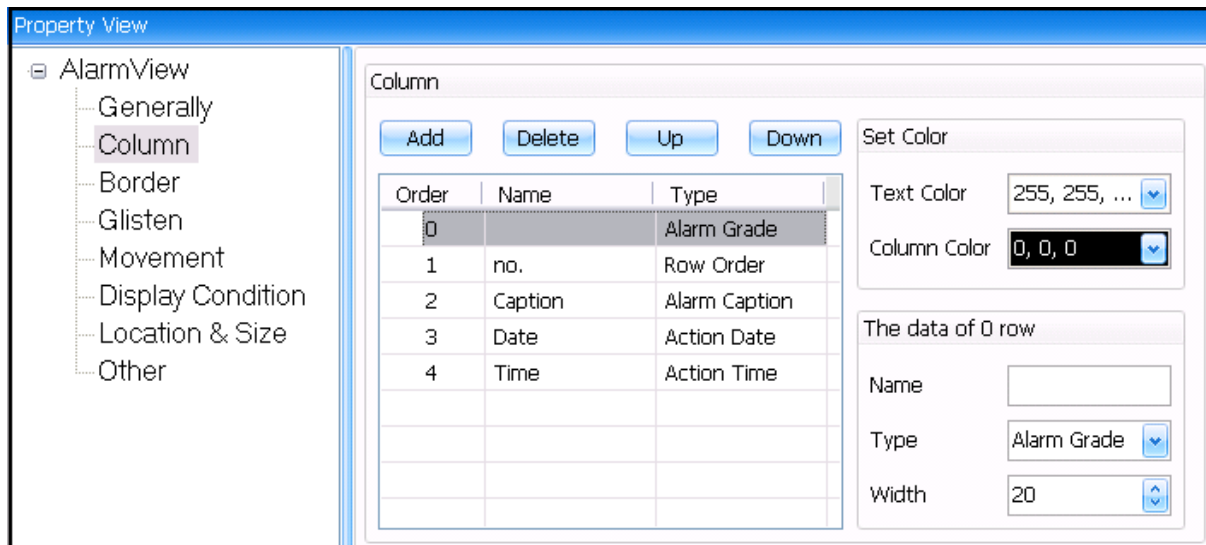 Property View
AlarmView
Generally
Column
Border
Glisten
Movement
Display Condition
Location & Size
Other
Column
Add Delete Up Down
Order Name Type
0 Alarm Grade
1 no. Row Order
2 Caption Alarm Caption
3 Date Action Date
4 Time Action Time
Set Color
Text Color 255, 255, ...
Column Color 0, 0, 0
The data of 0 row
Name
Type Alarm Grade
Width 20